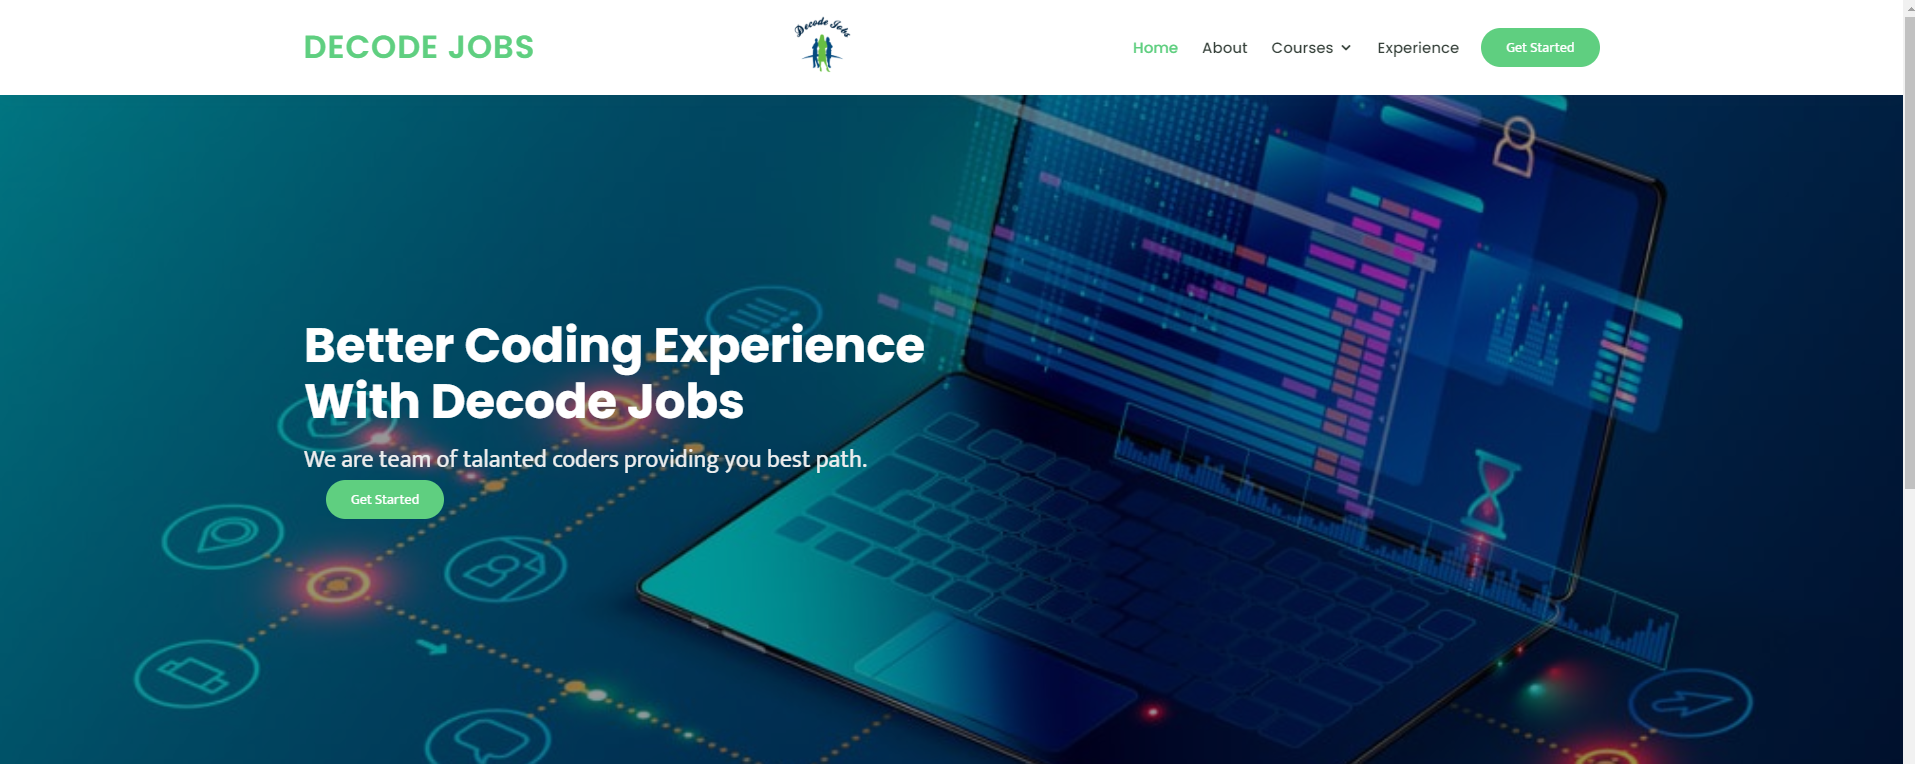 DECODE JOBS
Decode Jobs
Home
About
Courses
Experience
Get Started
Better Coding Experience
With Decode Jobs
We are team of talanted coders providing you best path.
Get Started